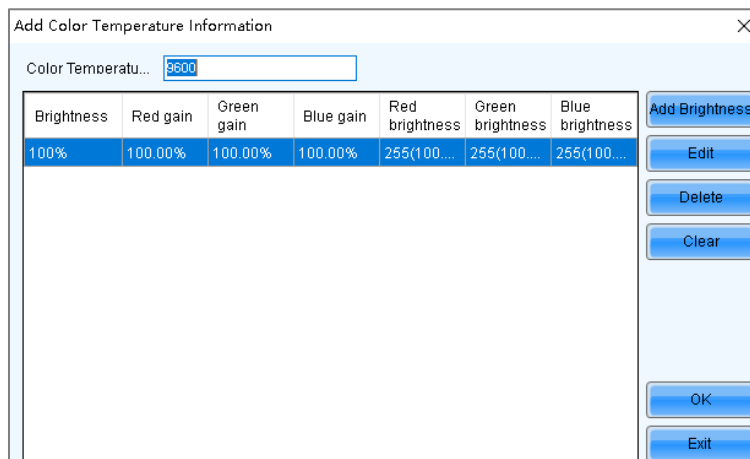 Add Color Temperature Information
Color Temperatu... 9600
Brightness Red gain Green gain Blue gain Red brightness Green brightness Blue brightness
100% 100.00% 100.00% 100.00% 255(100.... 255(100.... 255(100....
Add Brightness
Edit
Delete
Clear
OK
Exit